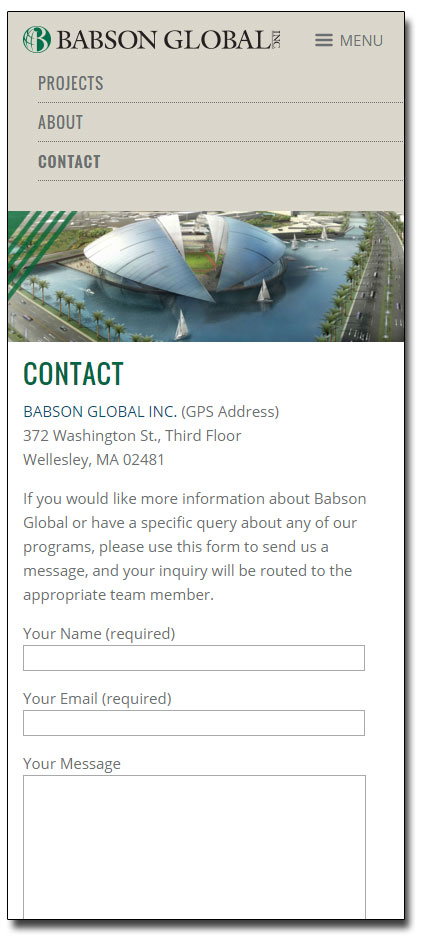 BABSON GLOBAL INC.
MENU
PROJECTS
ABOUT
CONTACT
CONTACT
BABSON GLOBAL INC. (GPS Address)
372 Washington St., Third Floor
Wellesley, MA 02481
If you would like more information about Babson
Global or have a specific query about any of our
programs, please use this form to send us a
message, and your inquiry will be routed to the
appropriate team member.
Your Name (required)
Your Email (required)
Your Message